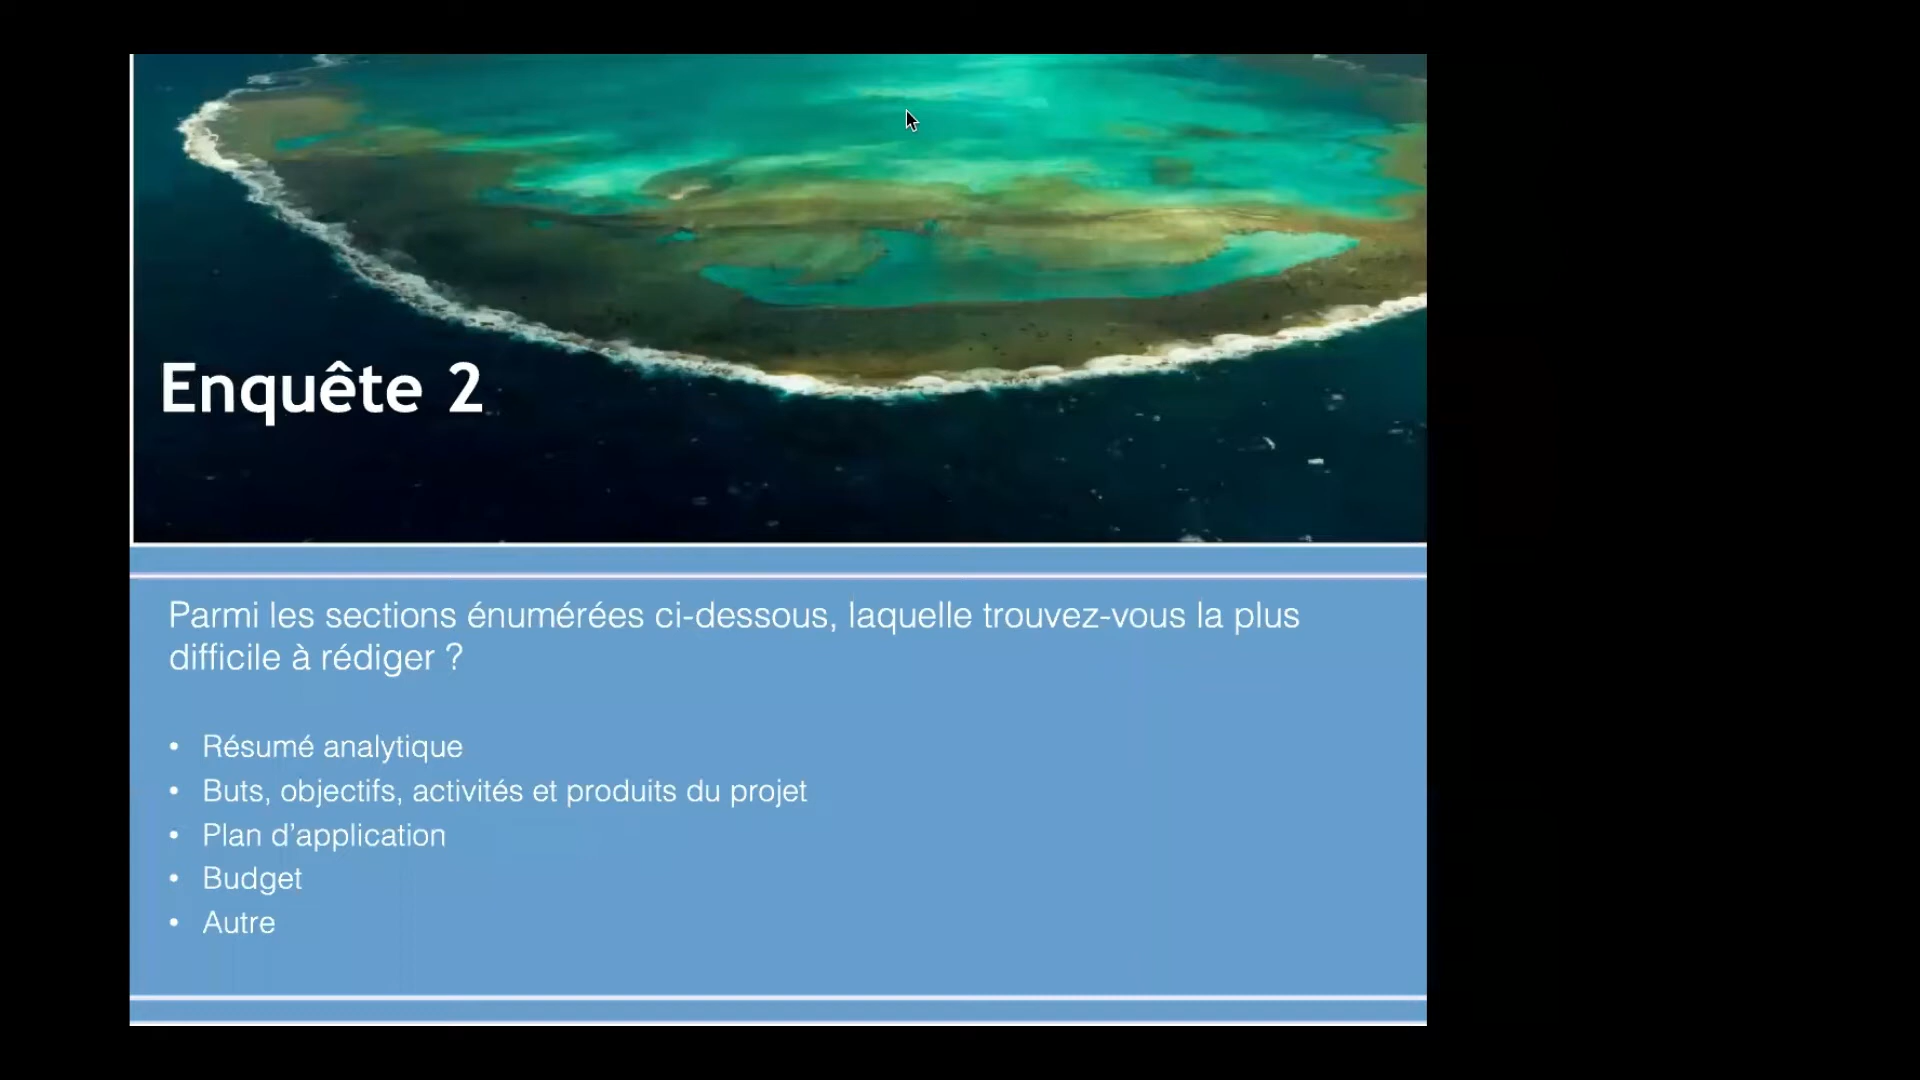 Enquête 2
Parmi les sections énumérées ci-dessous, laquelle trouvez-vous la plus
difficile à rédiger ?
• Résumé analytique
• Buts, objectifs, activités et produits du projet
• Plan d’application
• Budget
• Autre